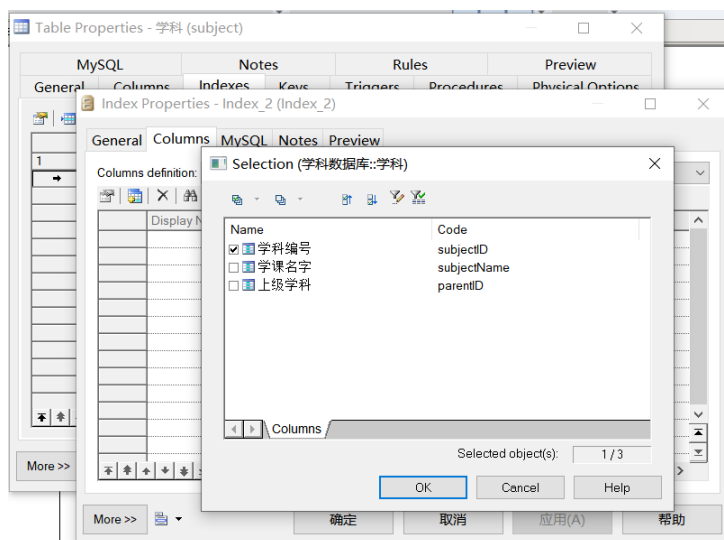 Table Properties - 学科 (subject)
MySQL Notes Rules Preview
General Columns Indexes Keys Triggers Procedures Physical Options
Index Properties - Index_2 (Index_2)
General Columns MySQL Notes Preview
1
Columns definition:
Display N
Selection (学科数据库::学科)
Name Code
学科编号 subjectID
学课名字 subjectName
上级学科 parentID
Columns
Selected object(s): 1 / 3
OK Cancel Help
More >>
More >> 确定 取消 应用(A) 帮助